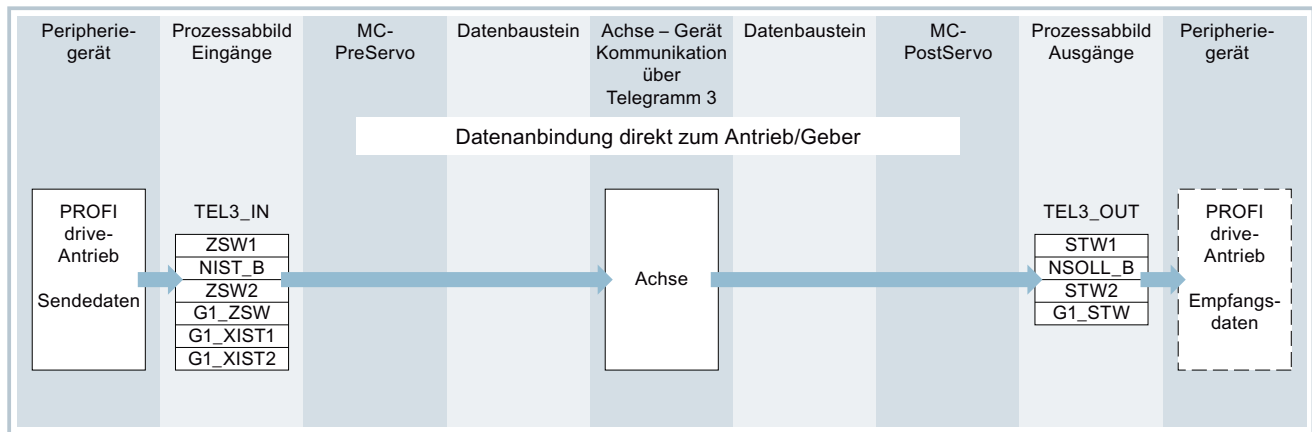 Peripherie-
gerät
Prozessabbild
Eingänge
MC-
PreServo
Datenbaustein
Achse – Gerät
Kommunikation
über
Telegramm 3
Datenbaustein
MC-
PostServo
Prozessabbild
Ausgänge
Peripherie-
gerät
Datenanbindung direkt zum Antrieb/Geber
PROFI
drive-
Antrieb
Sendedaten
TEL3_IN
ZSW1
NIST_B
ZSW2
G1_ZSW
G1_XIST1
G1_XIST2
Achse
TEL3_OUT
STW1
NSOLL_B
STW2
G1_STW
PROFI
drive-
Antrieb
Empfangs-
daten